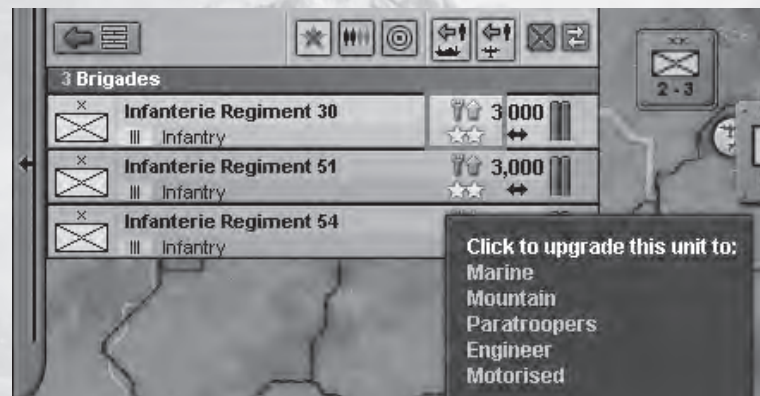 3 Brigades
X
Infanterie Regiment 30
3,000
III Infantry
X
Infanterie Regiment 51
3,000
III Infantry
X
Infanterie Regiment 54
III Infantry
XX
2 - 3
Click to upgrade this unit to:
Marine
Mountain
Paratroopers
Engineer
Motorised